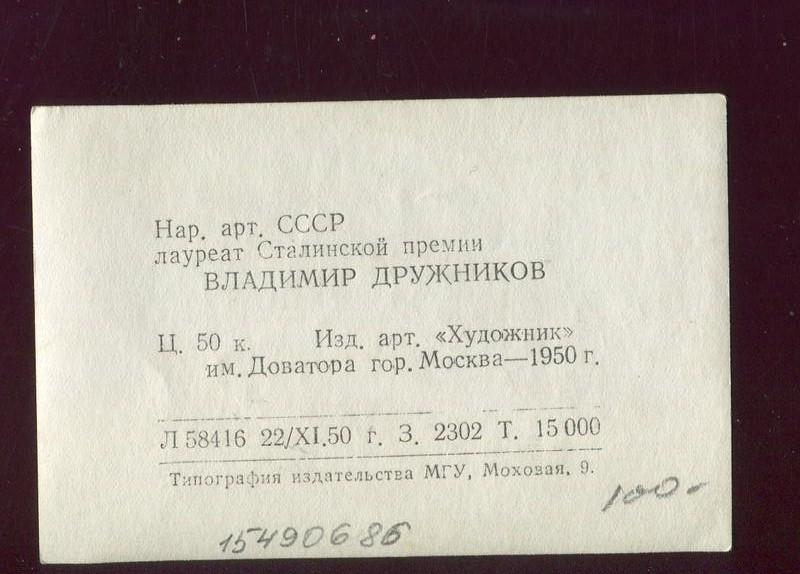 Нар. арт. СССР
лауреат Сталинской премии
ВЛАДИМИР ДРУЖНИКОВ
Ц. 50 к. Изд. арт. «Художник»
им. Доватора гор. Москва—1950 г.
Л 58416 22/XI.50 г. З. 2302 Т. 15 000
Типография издательства МГУ, Моховая, 9.
100-
15490686